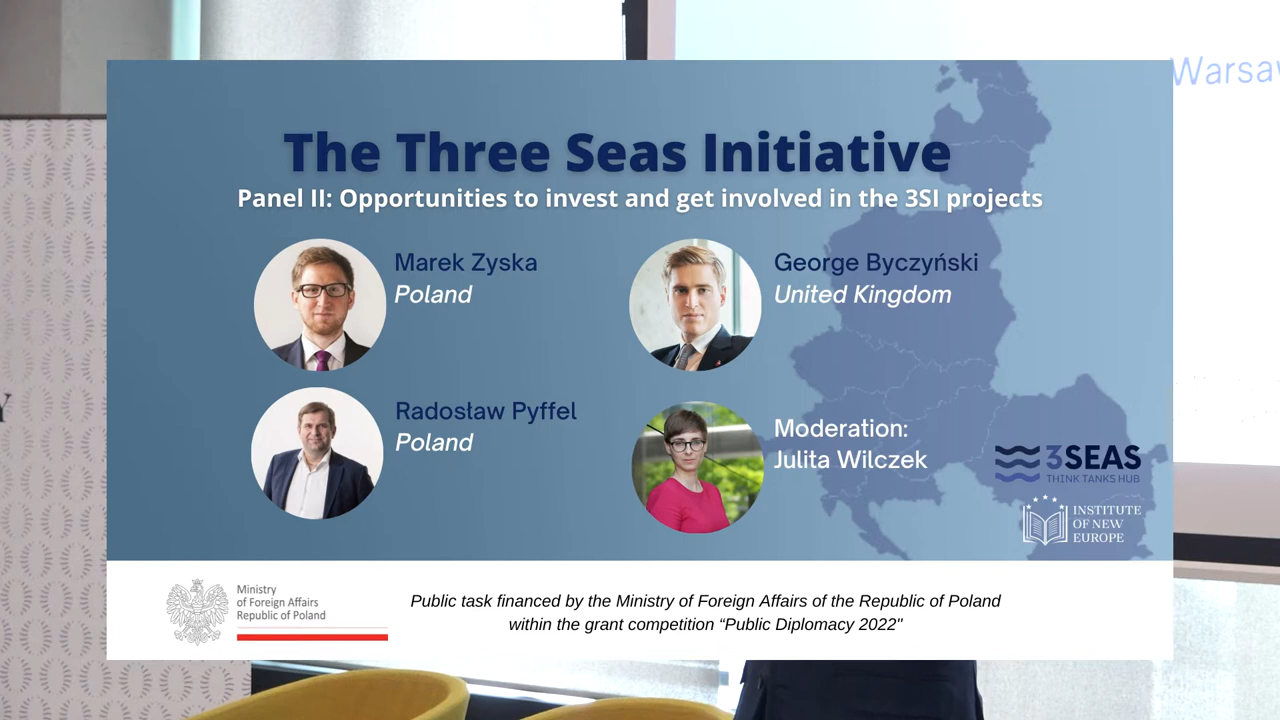 Warsaw
The Three Seas Initiative
Panel II: Opportunities to invest and get involved in the 3SI projects
Marek Zyska
Poland
George Byczyński
United Kingdom
Radosław Pyffel
Poland
Moderation:
Julita Wilczek
3SEAS
THINK TANKS HUB
INSTITUTE
OF NEW
EUROPE
Ministry
of Foreign Affairs
Republic of Poland
Public task financed by the Ministry of Foreign Affairs of the Republic of Poland
within the grant competition “Public Diplomacy 2022"